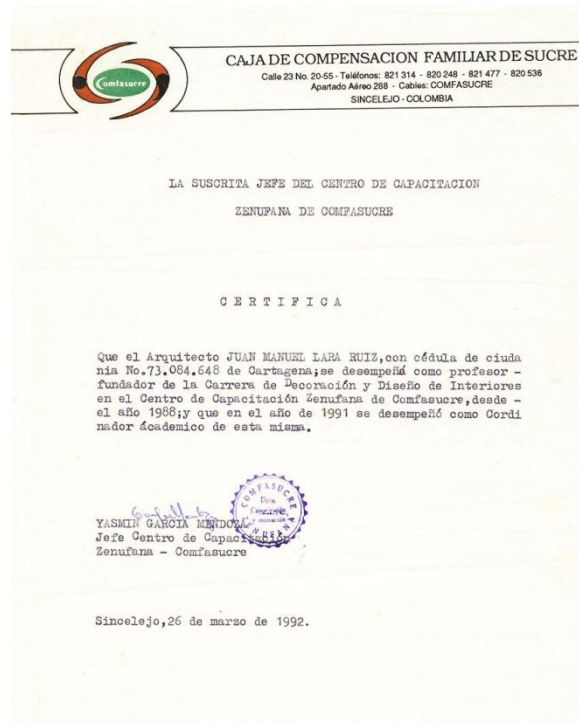 Comfasucre
CAJA DE COMPENSACION FAMILIAR DE SUCRE
Calle 23 No. 20-55 - Teléfonos: 821 314 - 820 248 - 821 477 - 820 536
Apartado Aéreo 288 - Cables: COMFASUCRE
SINCELEJO - COLOMBIA
LA SUSCRITA JEFE DEL CENTRO DE CAPACITACION
ZENUFANA DE COMFASUCRE
C E R T I F I C A
Que el Arquitecto JUAN MANUEL LARA RUIZ,con cédula de ciuda
nia No.73.084.648 de Cartagena;se desempeñá como profesor -
fundador de la Carrera de Decoración y Diseño de Interiores
en el Centro de Capacitación Zenufana de Comfasucre,desde -
el año 1988;y que en el año de 1991 se desempeñó como Cordi
nador ácademico de esta misma.
COMFASUCRE
Dpto.
ZENUFANA
YASMIN GARCIA MENDOZA
Jefe Centro de Capacitación
Zenufana - Comfasucre
Sincelejo,26 de marzo de 1992.